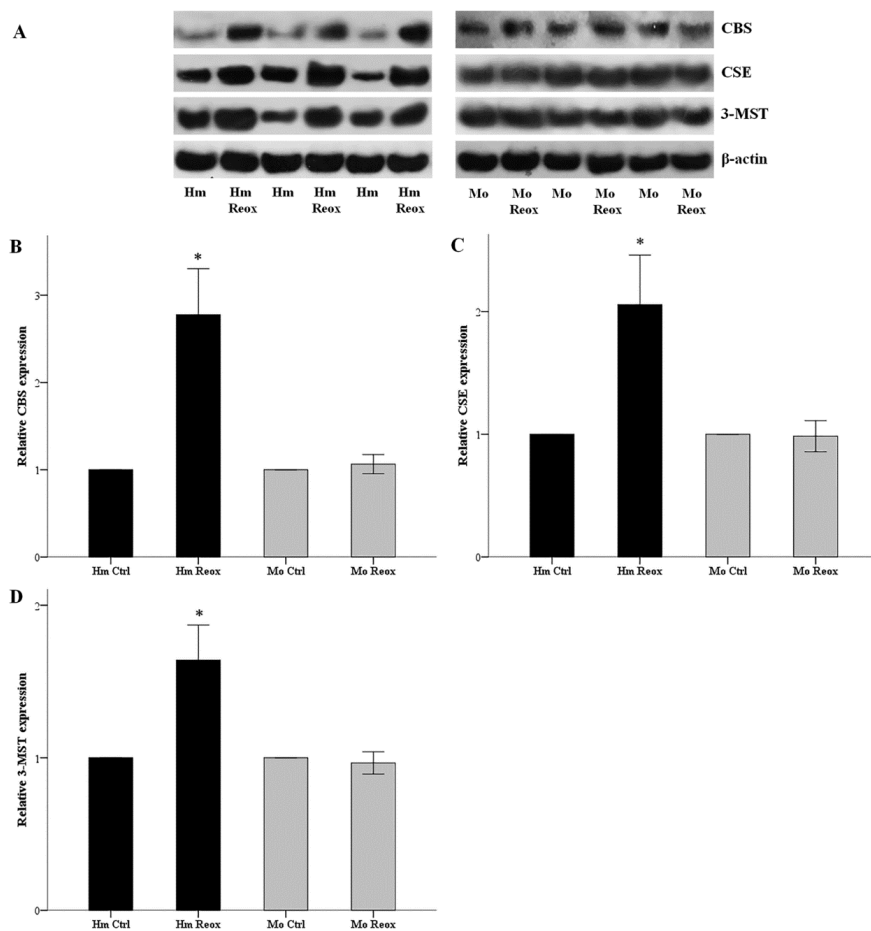 A
CBS
CSE
3-MST
β-actin
Hm Hm Reox Hm Hm Reox Hm Hm Reox
Mo Mo Reox Mo Mo Reox Mo Mo Reox
B
Relative CBS expression
3
2
1
0
*
Hm Ctrl Hm Reox Mo Ctrl Mo Reox
C
Relative CSE expression
2
1
0
*
Hm Ctrl Hm Reox Mo Ctrl Mo Reox
D
Relative 3-MST expression
2
1
0
*
Hm Ctrl Hm Reox Mo Ctrl Mo Reox